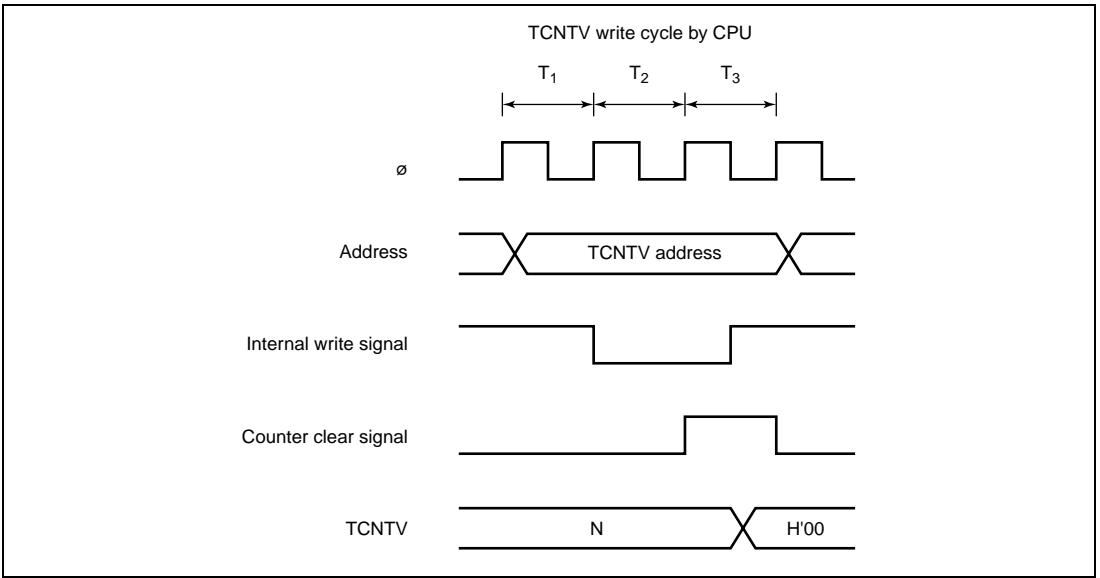 TCNTV write cycle by CPU
T1 T2 T3
ø
Address TCNTV address
Internal write signal
Counter clear signal
TCNTV N H'00